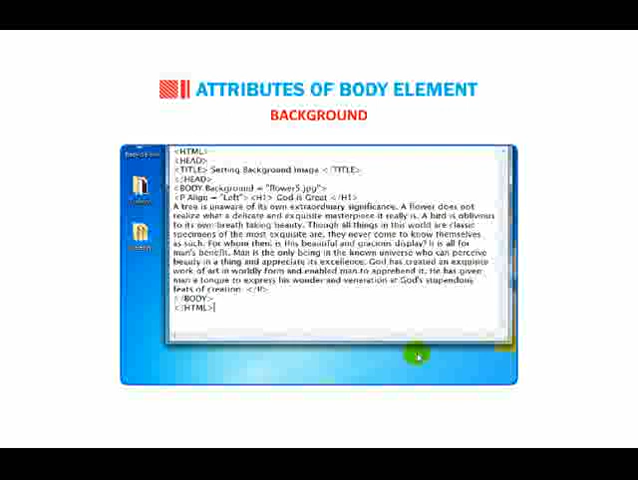 ATTRIBUTES OF BODY ELEMENT
BACKGROUND
<HTML>
<HEAD>
<TITLE> Setting Background Image </TITLE>
</HEAD>
<BODY Background = "flower5.jpg">
<P Align = "Left"> <H1> God is Great </H1>
A tree is unaware of its own extraordinary significance. A flower does not
realize what a delicate and exquisite masterpiece it really is. A bird is oblivious
to its own breath taking beauty. Though all things in this world are classic
specimens of the most exquisite are, they never come to know themselves
as such. For whom then is this beautiful and gracious display? It is all for
man's benefit. Man is the only being in the known universe who can perceive
beauty in a thing and appreciate its excellence. God has created an exquisite
work of art in worldly form and enabled man to apprehend it. He has given
man a tongue to express his wonder and veneration at God's stupendous
feats of creation. </P>
</BODY>
</HTML>